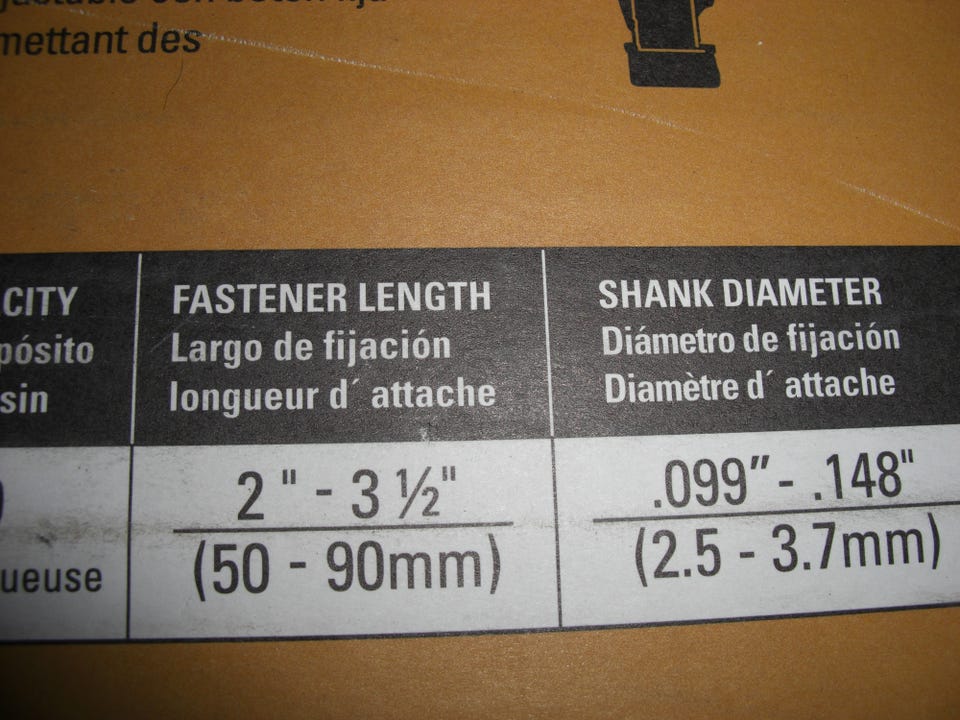 mettant des
CITY
pósito
sin
FASTENER LENGTH
Largo de fijación
longueur d´ attache
SHANK DIAMETER
Diámetro de fijación
Diamètre d´ attache
ueuse
2 " - 3 ½"
(50 - 90mm)
.099” - .148"
(2.5 - 3.7mm)